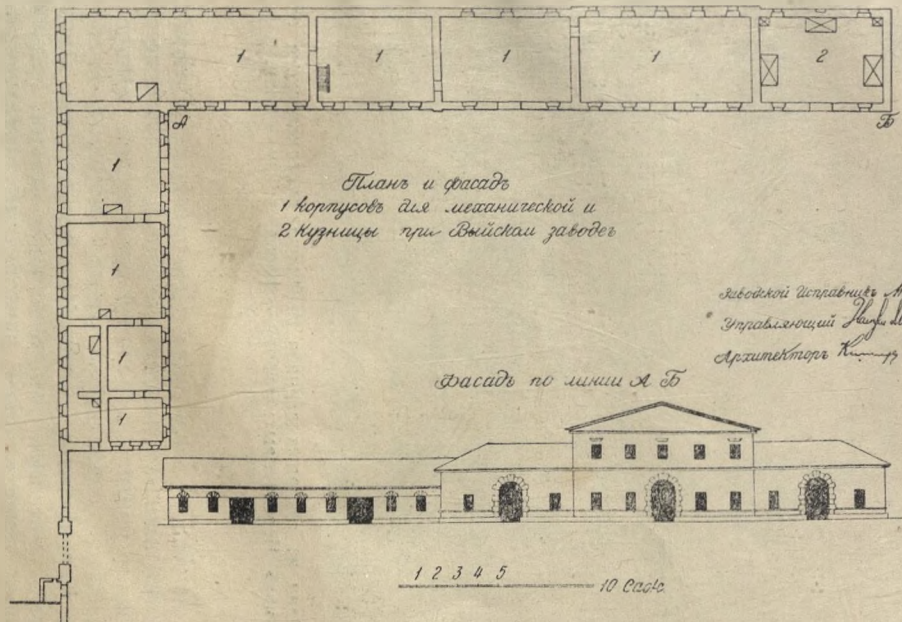 1 1 1 1 2
А Б
1
1
1
1
Планъ и фасадъ
1 корпусовъ для механической и
2 Кузницы при Выйском заводе
Заводской Исправникъ
Управляющий
Архитекторъ
Фасадъ по линии А Б
1 2 3 4 5 10 Саж